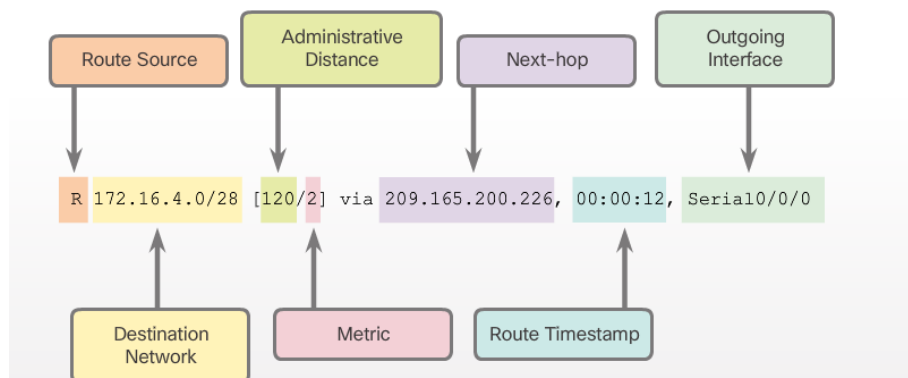 Route Source
Administrative
Distance
Next-hop
Outgoing
Interface
R 172.16.4.0/28 [120/2] via 209.165.200.226, 00:00:12, Serial0/0/0
Destination
Network
Metric
Route Timestamp